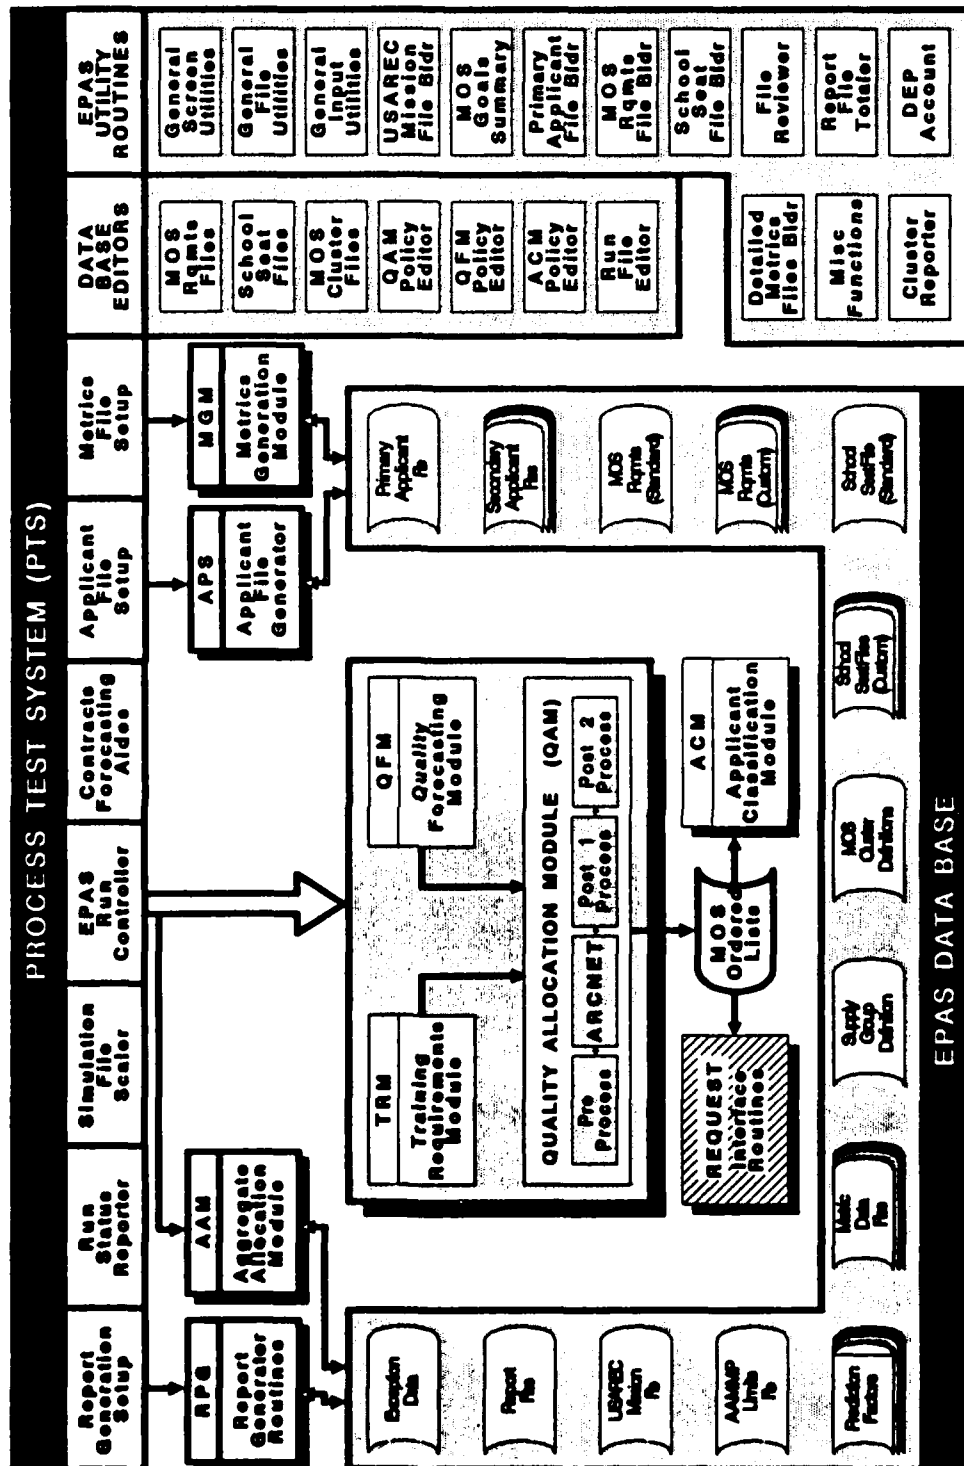 PROCESS TEST SYSTEM (PTS)
Report
Generation
Setup
Run
Status
Reporter
Simulation
File
Scaler
EPAS
Run
Controller
Contracts
Forecasting
Aides
Applicant
File
Setup
Metrics
File
Setup
DATA
BASE
EDITORS
EPAS
UTILITY
ROUTINES
RPG
Report
Generator
Routines
AAM
Aggregate
Allocation
Module
APS
Applicant
File
Generator
MGM
Metrics
Generation
Module
MOS
Rqmts
Files
School
Seat
Files
MOS
Cluster
Files
QAM
Policy
Editor
QFM
Policy
Editor
ACM
Policy
Editor
Run
File
Editor
General
Screen
Utilities
General
File
Utilities
General
Input
Utilities
USAREC
Mission
File Bldr
MOS
Goals
Summary
Primary
Applicant
File Bldr
MOS
Rqmts
File Bldr
School
Seat
File Bldr
File
Reviewer
Report
File
Totaler
DEP
Account
Detailed
Metrics
Files Bldr
Misc
Functions
Cluster
Reporter
TRM
Training
Requirements
Module
QFM
Quality
Forecasting
Module
QUALITY ALLOCATION MODULE (QAM)
Pre
Process
ARCNET
Post 1
Process
Post 2
Process
REQUEST
Interface
Routines
MOS
Ordered
Lists
ACM
Applicant
Classification
Module
Exception
Data
Report
Files
USAREC
Mission
File
AAMMP
Limits
File
Reduction
Factors
Metric
Data
Files
Supply
Group
Definition
MOS
Cluster
Definitions
School
Seat Files
(Custom)
Primary
Applicant
File
Secondary
Applicant
Files
MOS
Rqmts
(Standard)
MOS
Rqmts
(Custom)
School
Seat File
(Standard)
EPAS DATA BASE